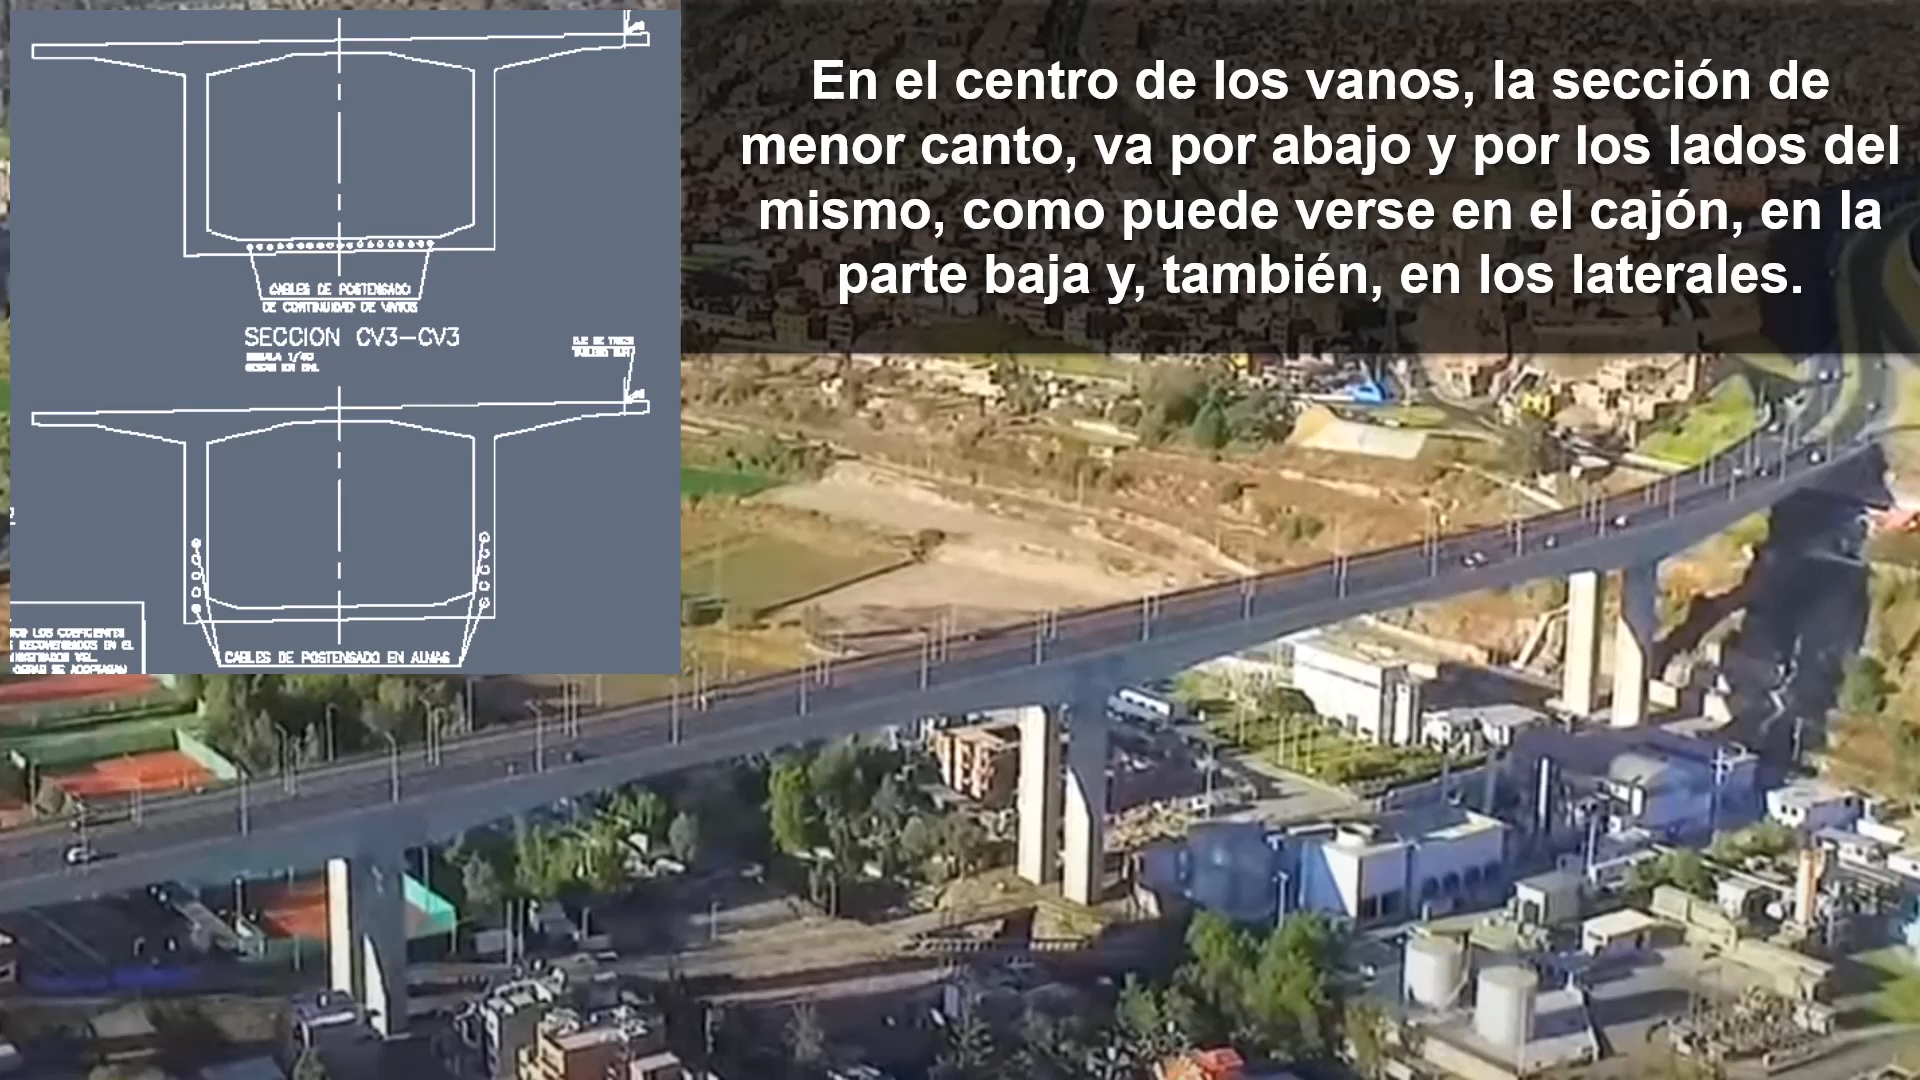 En el centro de los vanos, la sección de
menor canto, va por abajo y por los lados del
mismo, como puede verse en el cajón, en la
parte baja y, también, en los laterales.
CABLES DE POSTENSADO
DE CONTINUIDAD DE VANOS
SECCION CV3-CV3
CABLES DE POSTENSADO EN ALMAS